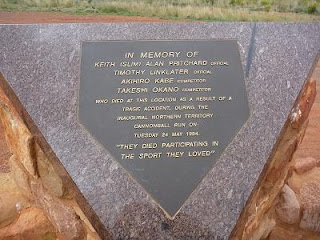 IN MEMORY OF
KEITH (SLIM) ALAN PRITCHARD OFFICIAL
TIMOTHY LINKLATER OFFICIAL
AKIHIRO KABE COMPETITOR
TAKESHI OKANO COMPETITOR
WHO DIED AT THIS LOCATION AS A RESULT OF A
TRAGIC ACCIDENT, DURING THE
INAUGURAL NORTHERN TERRITORY
CANNONBALL RUN ON
TUESDAY 24 MAY 1994.
"THEY DIED PARTICIPATING IN
THE SPORT THEY LOVED"